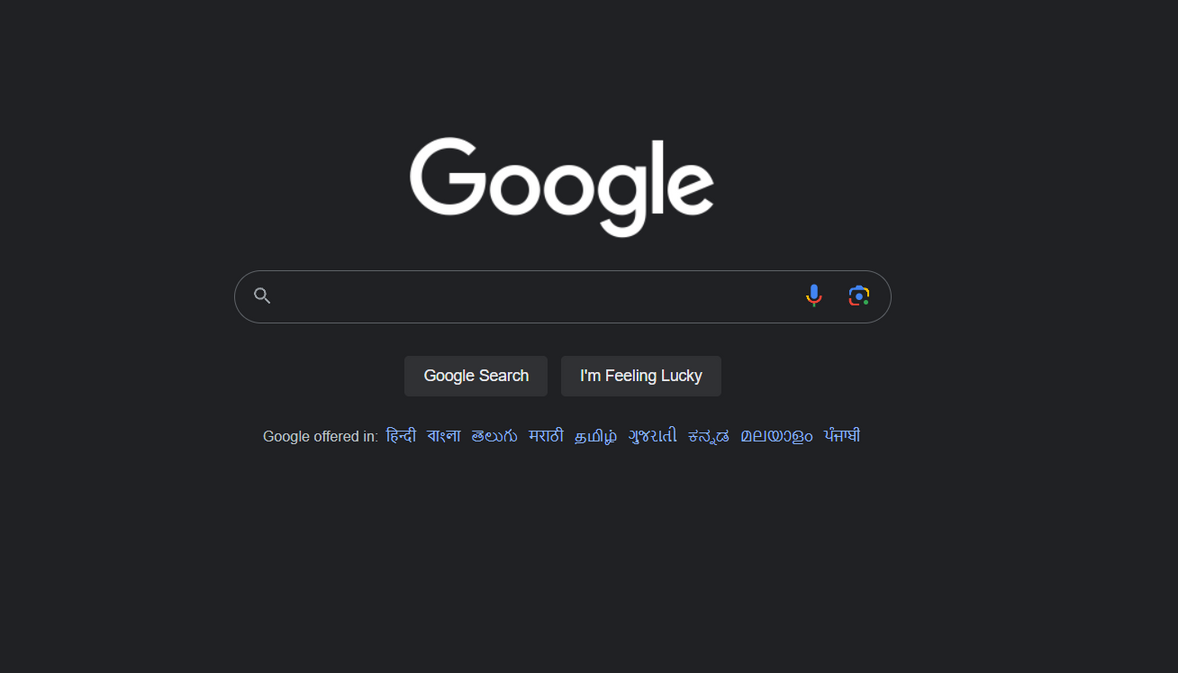 Google
Google Search I'm Feeling Lucky
Google offered in: हिन्दी বাংলা తెలుగు मराठी தமிழ் ગુજરાતી ಕನ್ನಡ മലയാളം ਪੰਜਾਬੀ